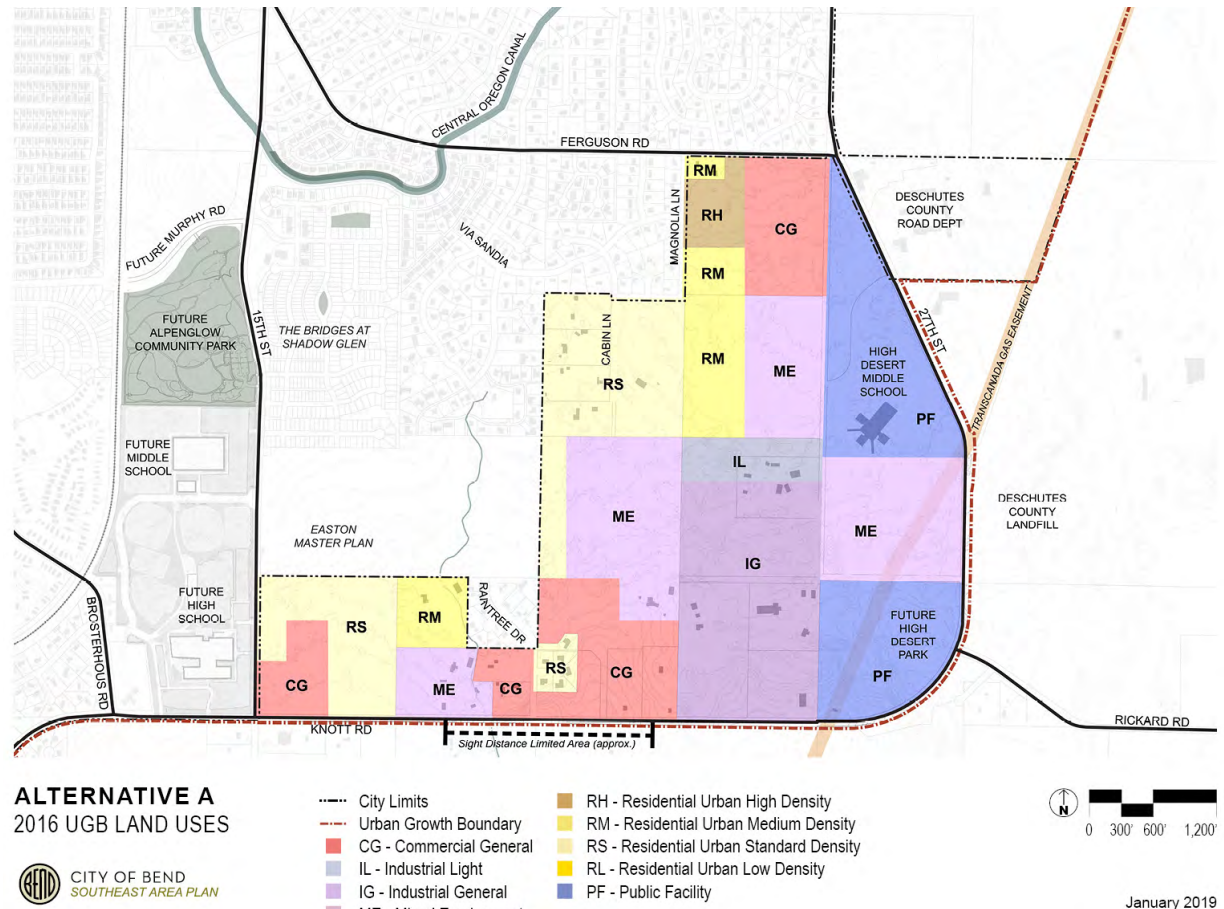 CENTRAL OREGON CANAL
FERGUSON RD
RM
DESCHUTES
COUNTY
ROAD DEPT
FUTURE MURPHY RD
MAGNOLIA LN
RH
CG
VIA SANDIA
RM
FUTURE
ALPENGLOW
COMMUNITY PARK
15TH ST
THE BRIDGES AT
SHADOW GLEN
CABIN LN
27TH ST
TRANSCANADA GAS EASEMENT
RS
RM
ME
HIGH
DESERT
MIDDLE
SCHOOL
PF
FUTURE
MIDDLE
SCHOOL
IL
DESCHUTES
COUNTY
LANDFILL
EASTON
MASTER PLAN
ME
ME
IG
FUTURE
HIGH
SCHOOL
BROSTERHOUS RD
RS
RM
RAINTREE DR
FUTURE
HIGH
DESERT
PARK
CG
ME
CG
RS
CG
PF
KNOTT RD
RICKARD RD
Sight Distance Limited Area (approx.)
ALTERNATIVE A
2016 UGB LAND USES
BEND
CITY OF BEND
SOUTHEAST AREA PLAN
City Limits
Urban Growth Boundary
CG - Commercial General
IL - Industrial Light
IG - Industrial General
RH - Residential Urban High Density
RM - Residential Urban Medium Density
RS - Residential Urban Standard Density
RL - Residential Urban Low Density
PF - Public Facility
N
0 300' 600' 1,200'
January 2019